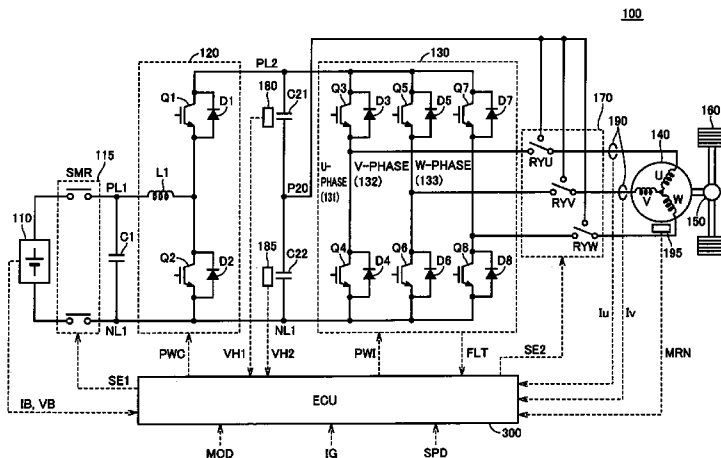 100
120
130
PL2
180
Q1
D1
C21
Q3
D3
Q5
D5
Q7
D7
170
190
160
SMR
115
140
L1
U-PHASE (131)
V-PHASE (132)
W-PHASE (133)
RYU
U
PL1
P20
V
W
150
110
RYV
C1
Q2
D2
185
C22
Q4
D4
Q6
D6
Q8
D8
RYW
195
NL1
NL1
Iu
Iv
PWC
VH1
VH2
PWI
FLT
SE2
MRN
SE1
ECU
IB, VB
300
MOD
IG
SPD